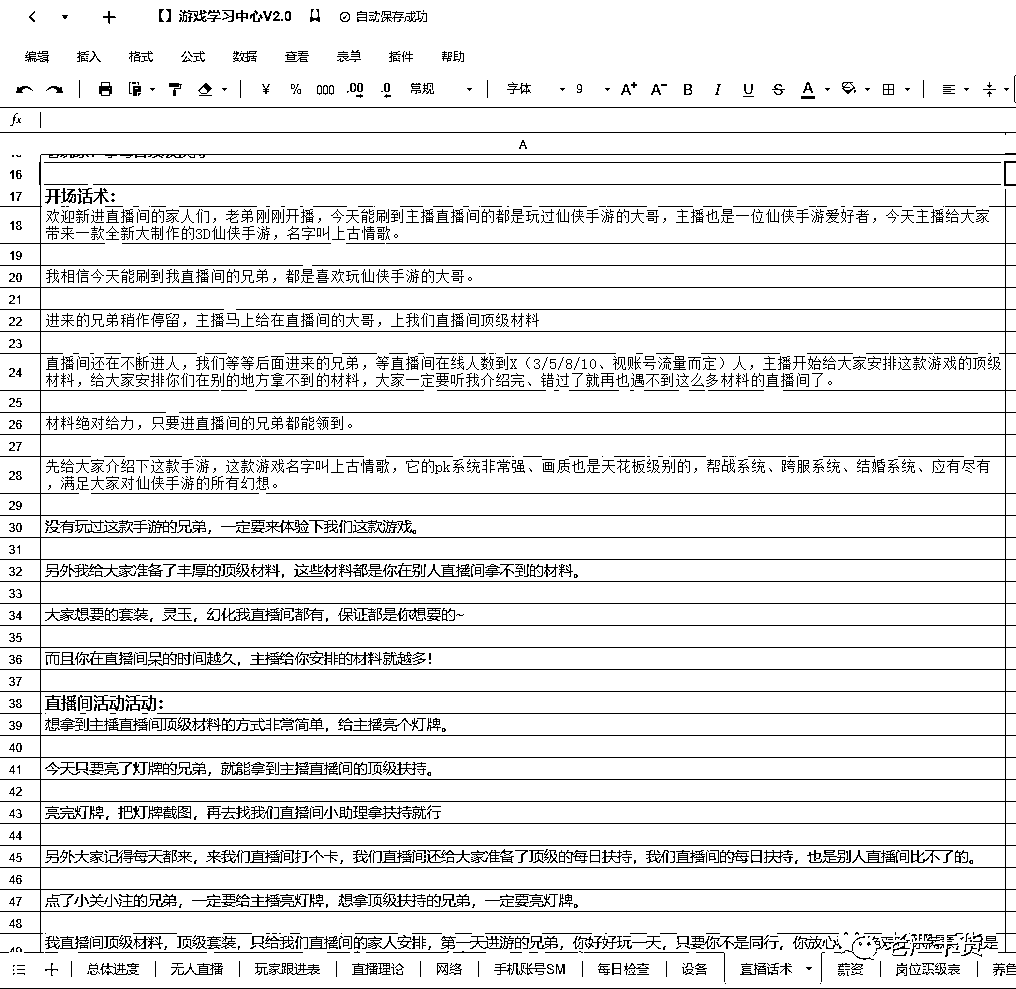 【】游戏学习中心V2.0 自动保存成功
编辑 插入 格式 公式 数据 查看 表单 插件 帮助
¥ % 000 .00 .0 常规 字体 9 A+ A- B I U S A
fx
A
16
17 开场话术：
18 欢迎新进直播间的家人们，老弟刚刚开播，今天能刷到主播直播间的都是玩过仙侠手游的大哥，主播也是一位仙侠手游爱好者，今天主播给大家
带来一款全新大制作的3D仙侠手游，名字叫上古情歌。
19
20 我相信今天能刷到我直播间的兄弟，都是喜欢玩仙侠手游的大哥。
21
22 进来的兄弟稍作停留，主播马上给在直播间的大哥，上我们直播间顶级材料
23
24 直播间还在不断进人，我们等等后面进来的兄弟，等直播间在线人数到X（3/5/8/10、视账号流量而定）人，主播开始给大家安排这款游戏的顶级
材料，给大家安排你们在别的地方拿不到的材料，大家一定要听我介绍完、错过了就再也遇不到这么多材料的直播间了。
25
26 材料绝对给力，只要进直播间的兄弟都能领到。
27
28 先给大家介绍下这款手游，这款游戏名字叫上古情歌，它的pk系统非常强、画质也是天花板级别的，帮战系统、跨服系统、结婚系统、应有尽有
，满足大家对仙侠手游的所有幻想。
29
30 没有玩过这款手游的兄弟，一定要来体验下我们这款游戏。
31
32 另外我给大家准备了丰厚的顶级材料，这些材料都是你在别人直播间拿不到的材料。
33
34 大家想要的套装，灵玉，幻化我直播间都有，保证都是你想要的~
35
36 而且你在直播间呆的时间越久，主播给你安排的材料就越多！
37
38 直播间活动活动：
39 想拿到主播直播间顶级材料的方式非常简单，给主播亮个灯牌。
40
41 今天只要亮了灯牌的兄弟，就能拿到主播直播间的顶级扶持。
42
43 亮完灯牌，把灯牌截图，再去找我们直播间小助理拿扶持就行
44
45 另外大家记得每天都来，来我们直播间打个卡，我们直播间还给大家准备了顶级的每日扶持，我们直播间的每日扶持，也是别人直播间比不了的。
46
47 点了小关小注的兄弟，一定要给主播亮灯牌，想拿顶级扶持的兄弟，一定要亮灯牌。
48
我直播间顶级材料，顶级套装，只给我们直播间的家人安排，第一天进游的兄弟，你好好玩一天，只要你不是同行，你放心
总体进度 无人直播 玩家跟进表 直播理论 网络 手机账号SM 每日检查 设备 直播话术 薪资 岗位职级表